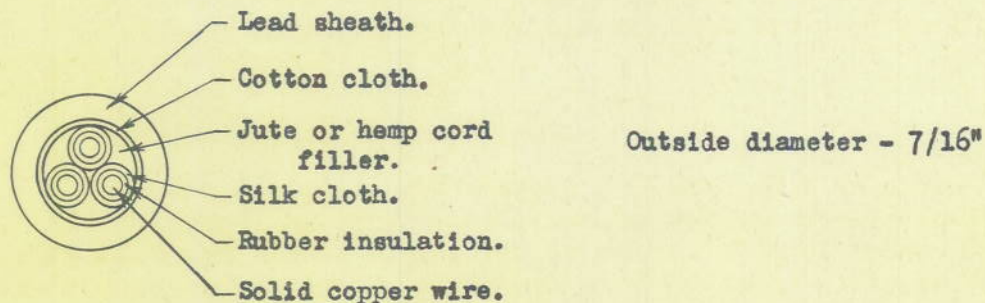 Lead sheath.
Cotton cloth.
Jute or hemp cord
filler.
Outside diameter - 7/16"
Silk cloth.
Rubber insulation.
Solid copper wire.